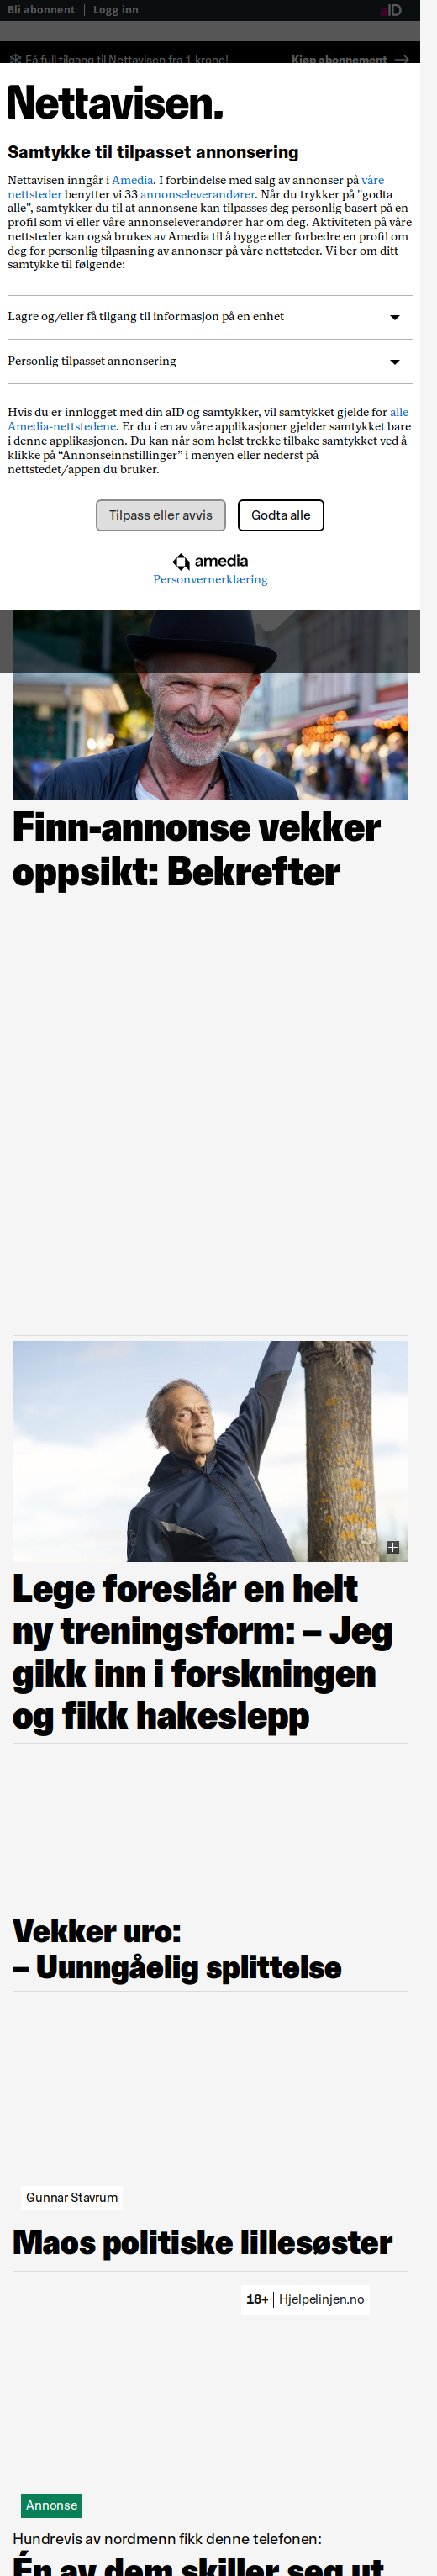 Bli abonnent | Logg inn aID
Få full tilgang til Nettavisen fra 1 krone! Kjøp abonnement
Nettavisen.
Samtykke til tilpasset annonsering
Nettavisen inngår i Amedia. I forbindelse med salg av annonser på våre
nettsteder benytter vi 33 annonseleverandører. Når du trykker på "godta
alle", samtykker du til at annonsene kan tilpasses deg personlig basert på en
profil som vi eller våre annonseleverandører har om deg. Aktiviteten på våre
nettsteder kan også brukes av Amedia til å bygge eller forbedre en profil om
deg for personlig tilpasning av annonser på våre nettsteder. Vi ber om ditt
samtykke til følgende:
Lagre og/eller få tilgang til informasjon på en enhet
Personlig tilpasset annonsering
Hvis du er innlogget med din aID og samtykker, vil samtykket gjelde for alle
Amedia-nettstedene. Er du i en av våre applikasjoner gjelder samtykket bare
i denne applikasjonen. Du kan når som helst trekke tilbake samtykket ved å
klikke på “Annonseinnstillinger” i menyen eller nederst på
nettstedet/appen du bruker.
Tilpass eller avvis
Godta alle
amedia
Personvernerklæring
Finn-annonse vekker
oppsikt: Bekrefter
Lege foreslår en helt
ny treningsform: – Jeg
gikk inn i forskningen
og fikk hakeslepp
Vekker uro:
– Uunngåelig splittelse
Gunnar Stavrum
Maos politiske lillesøster
18+ | Hjelpelinjen.no
Annonse
Hundrevis av nordmenn fikk denne telefonen:
Én av dem skiller seg ut